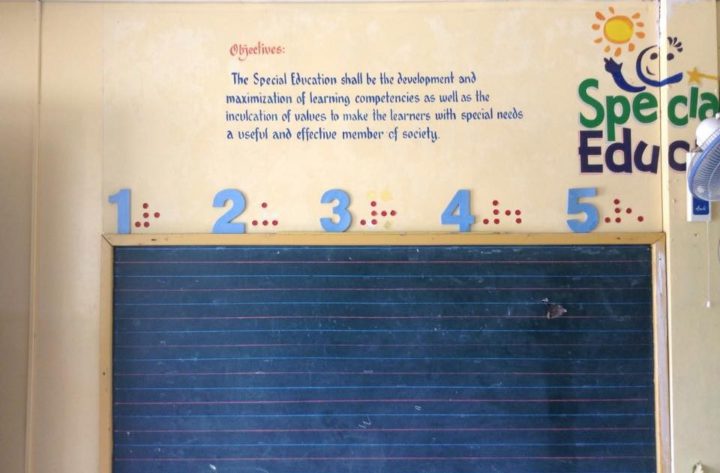 Objectives:
The Special Education shall be the development and
maximization of learning competencies as well as the
inculcation of values to make the learners with special needs
a useful and effective member of society.
Specia
Educ
1 2 3 4 5